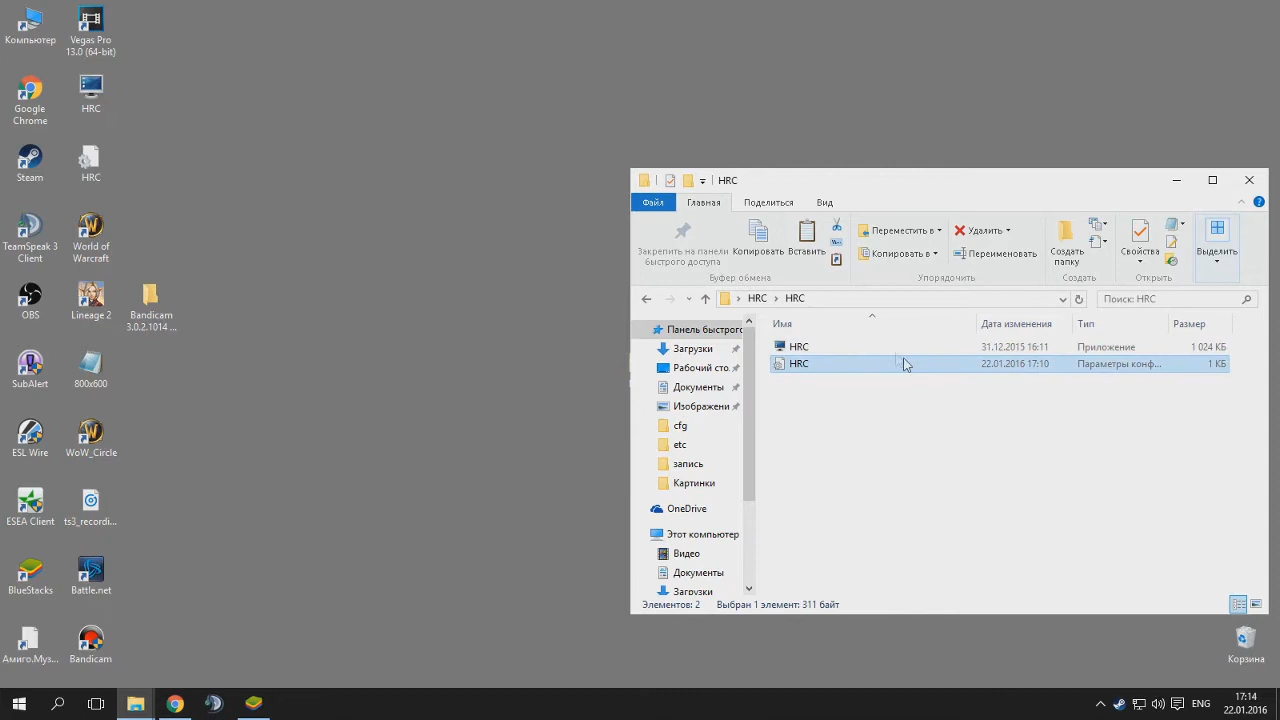 Компьютер
Vegas Pro
13.0 (64-bit)
Google
Chrome
HRC
Steam
HRC
TeamSpeak 3
Client
World of
Warcraft
OBS
Lineage 2
Bandicam
3.0.2.1014 ...
SubAlert
800x600
ESL Wire
WoW_Circle
ESEA Client
ts3_recordi...
BlueStacks
Battle.net
Амиго.Муз...
Bandicam
Корзина
HRC
Файл
Главная
Поделиться
Вид
Закрепить на панели
быстрого доступа
Копировать
Вставить
Буфер обмена
Переместить в
Копировать в
Удалить
Переименовать
Упорядочить
Создать
папку
Создать
Свойства
Открыть
Выделить
HRC
HRC
Поиск: HRC
Имя
Дата изменения
Тип
Размер
HRC
31.12.2015 16:11
Приложение
1 024 КБ
HRC
22.01.2016 17:10
Параметры конф...
1 КБ
Панель быстрого
Загрузки
Рабочий сто.
Документы
Изображени
cfg
etc
запись
Картинки
OneDrive
Этот компьютер
Видео
Документы
Загрузки
Элементов: 2
Выбран 1 элемент: 311 байт
ENG
17:14
22.01.2016